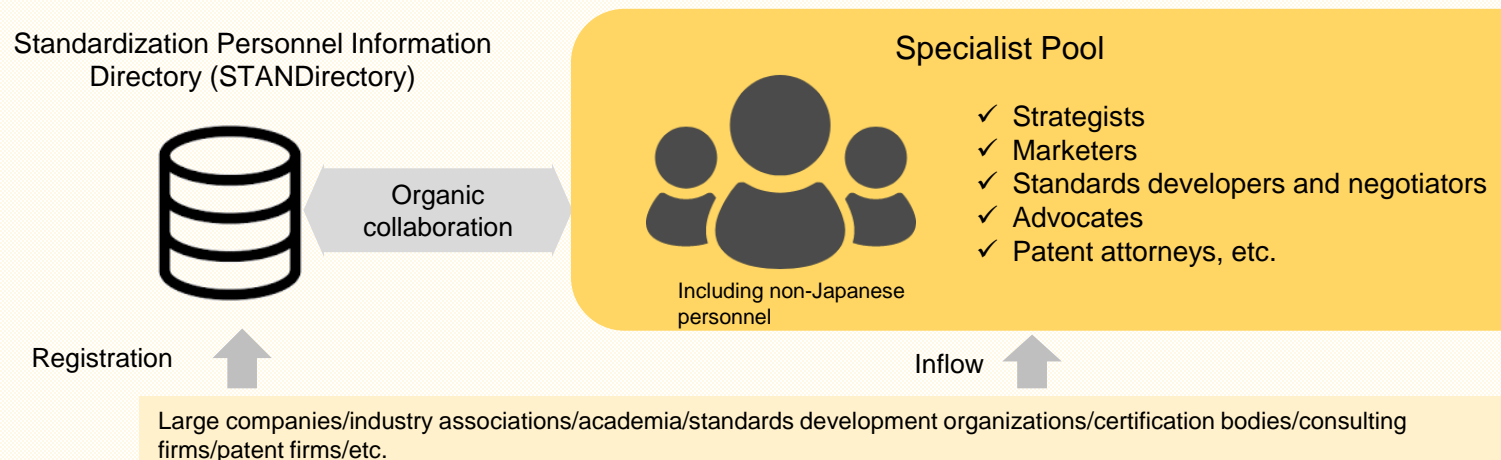 Standardization Personnel Information
Directory (STANDirectory)
Specialist Pool
✓ Strategists
✓ Marketers
✓ Standards developers and negotiators
✓ Advocates
✓ Patent attorneys, etc.
Organic
collaboration
Including non-Japanese
personnel
Registration
Inflow
Large companies/industry associations/academia/standards development organizations/certification bodies/consulting
firms/patent firms/etc.